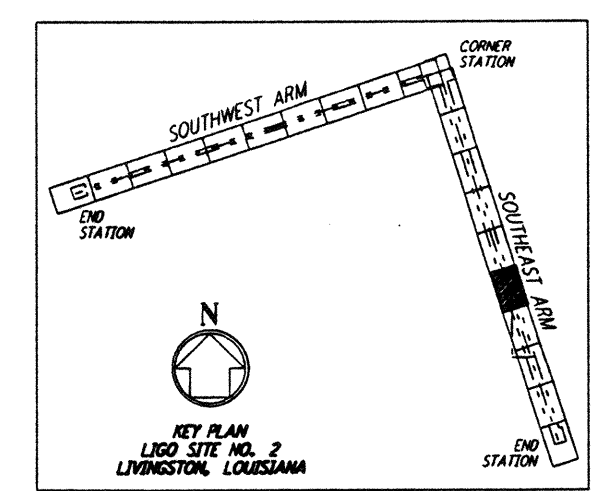 CORNER
STATION
SOUTHWEST ARM
END
STATION
SOUTHEAST ARM
N
KEY PLAN
LIGO SITE NO. 2
LIVINGSTON, LOUISIANA
END
STATION